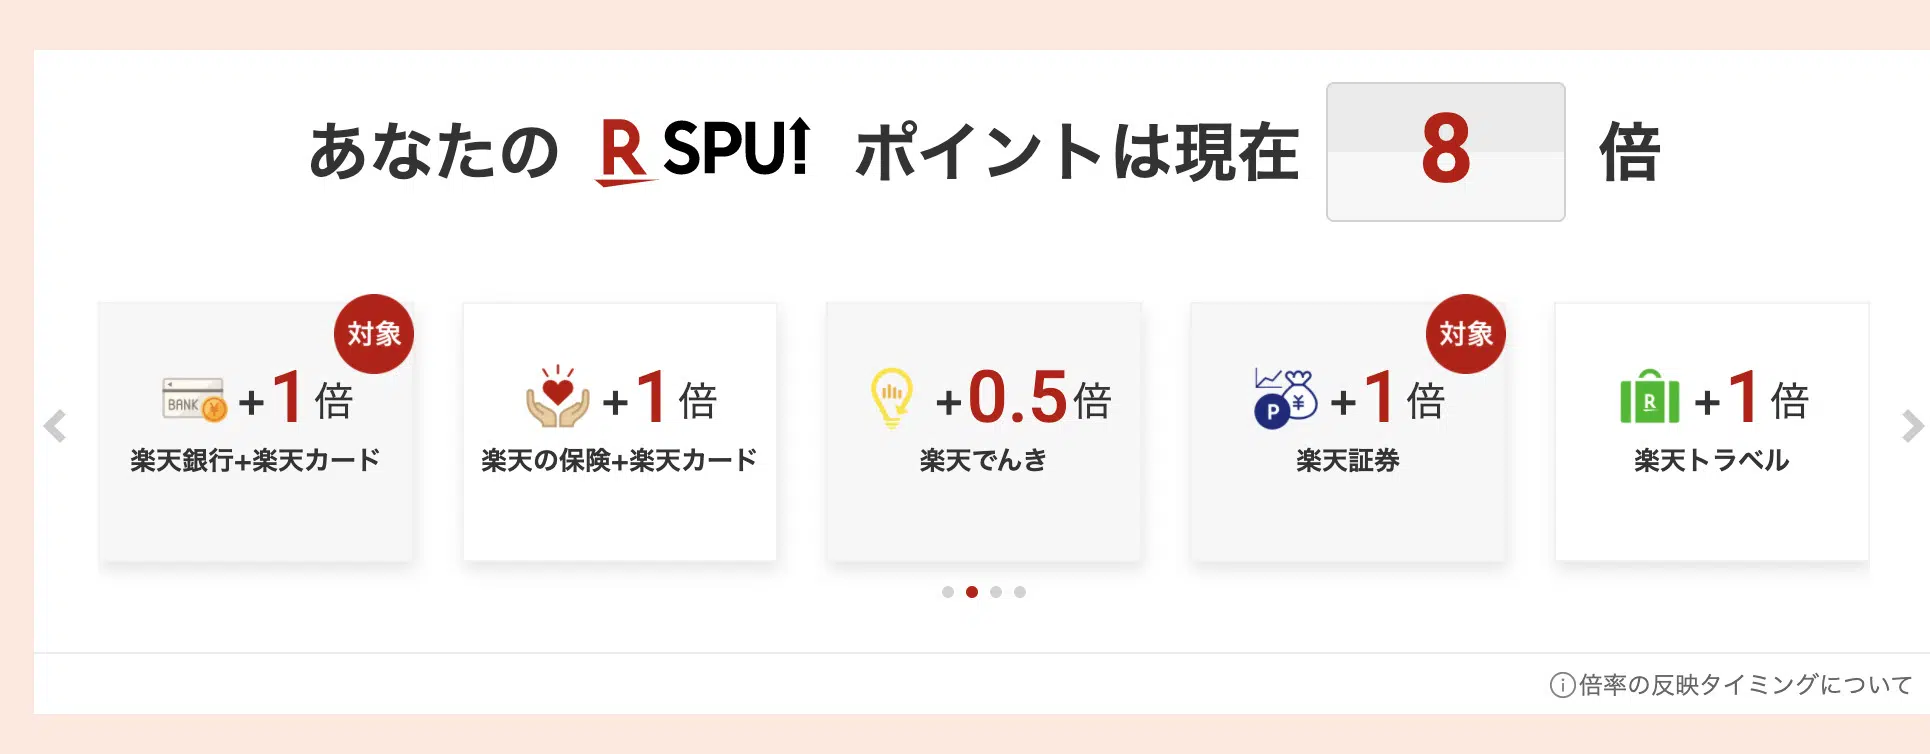 あなたの R SPU! ポイントは現在 8 倍
対象
BANK ¥ +1倍
楽天銀行+楽天カード
+1倍
楽天の保険+楽天カード
+0.5倍
楽天でんき
対象
P ¥ +1倍
楽天証券
R +1倍
楽天トラベル
i倍率の反映タイミングについて